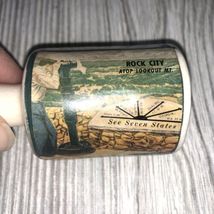 ROCK CITY
ATOP LOOKOUT MT
See Seven States